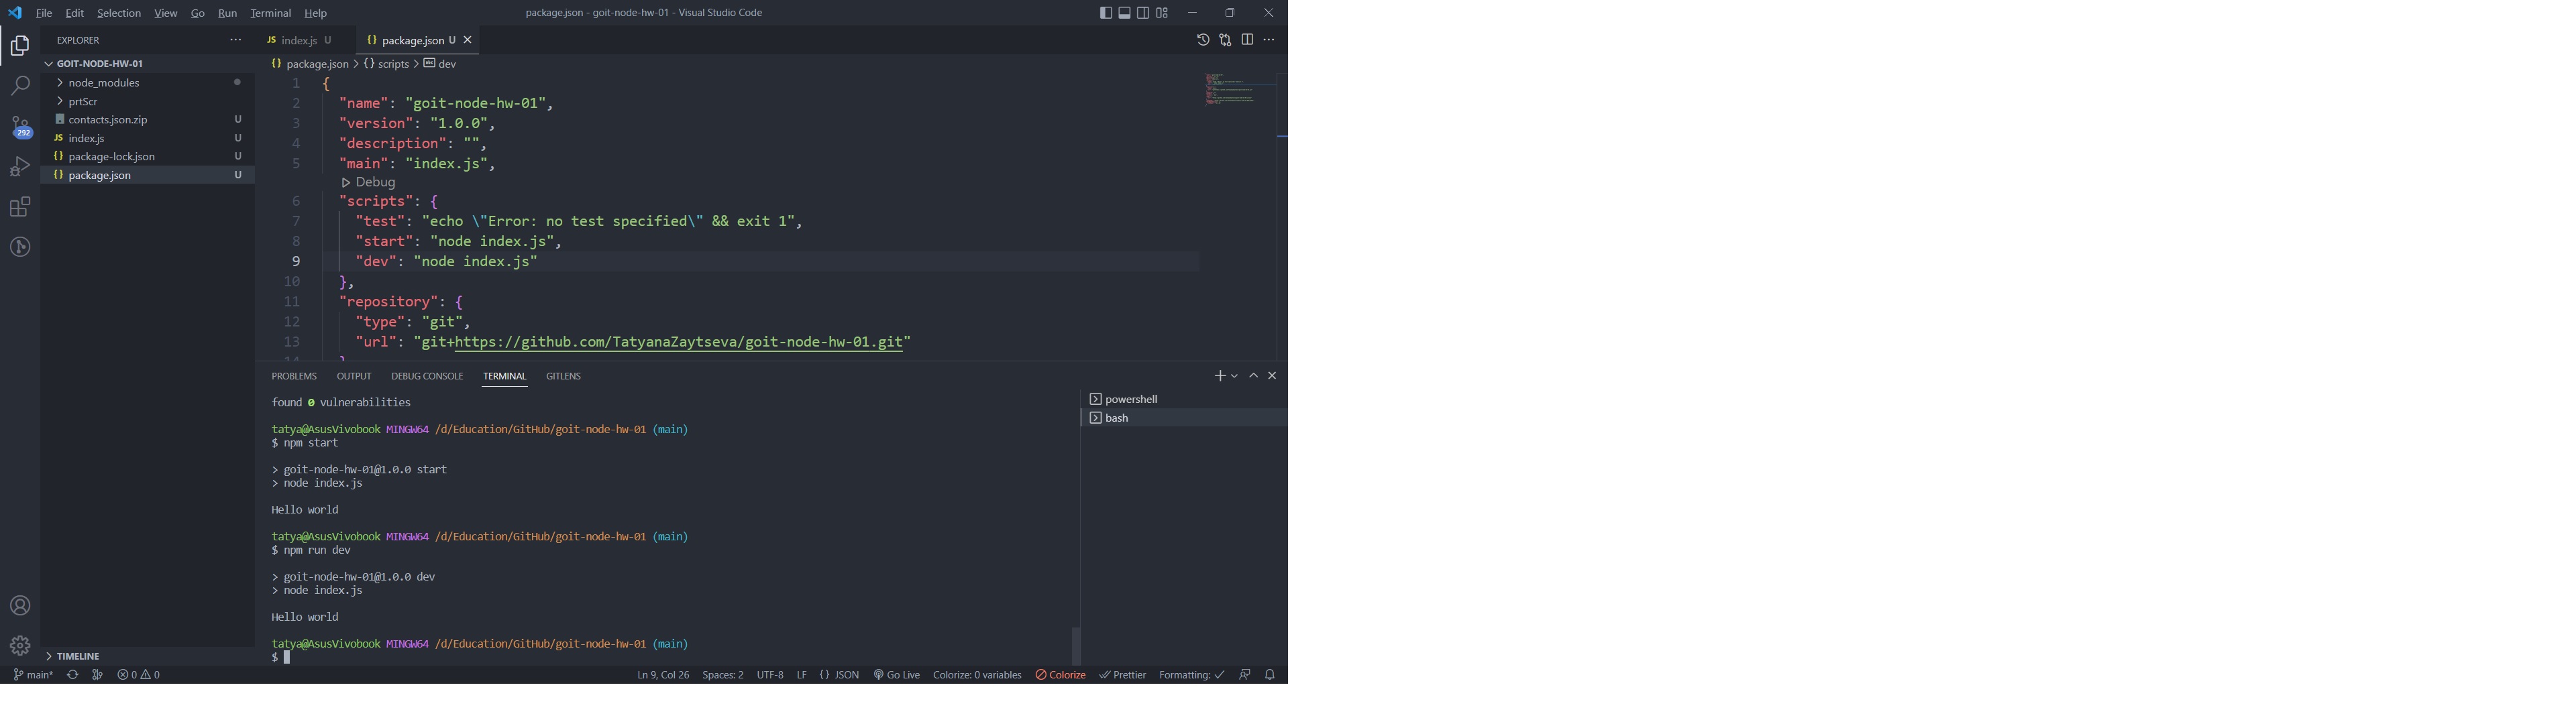 File Edit Selection View Go Run Terminal Help
package.json - goit-node-hw-01 - Visual Studio Code
EXPLORER
GOIT-NODE-HW-01
node_modules
prtScr
contacts.json.zip U
JS index.js U
{} package-lock.json U
{} package.json U
292
TIMELINE
JS index.js U
{} package.json U
{} package.json > {} scripts > abc dev
1 {
2 "name": "goit-node-hw-01",
3 "version": "1.0.0",
4 "description": "",
5 "main": "index.js",
Debug
6 "scripts": {
7 "test": "echo \"Error: no test specified\" && exit 1",
8 "start": "node index.js",
9 "dev": "node index.js"
10 },
11 "repository": {
12 "type": "git",
13 "url": "git+https://github.com/TatyanaZaytseva/goit-node-hw-01.git"
PROBLEMS OUTPUT DEBUG CONSOLE TERMINAL GITLENS
found 0 vulnerabilities
tatya@AsusVivobook MINGW64 /d/Education/GitHub/goit-node-hw-01 (main)
$ npm start
> goit-node-hw-01@1.0.0 start
> node index.js
Hello world
tatya@AsusVivobook MINGW64 /d/Education/GitHub/goit-node-hw-01 (main)
$ npm run dev
> goit-node-hw-01@1.0.0 dev
> node index.js
Hello world
tatya@AsusVivobook MINGW64 /d/Education/GitHub/goit-node-hw-01 (main)
$
powershell
bash
main* 0 0 Ln 9, Col 26 Spaces: 2 UTF-8 LF {} JSON Go Live Colorize: 0 variables Colorize Prettier Formatting: ✓